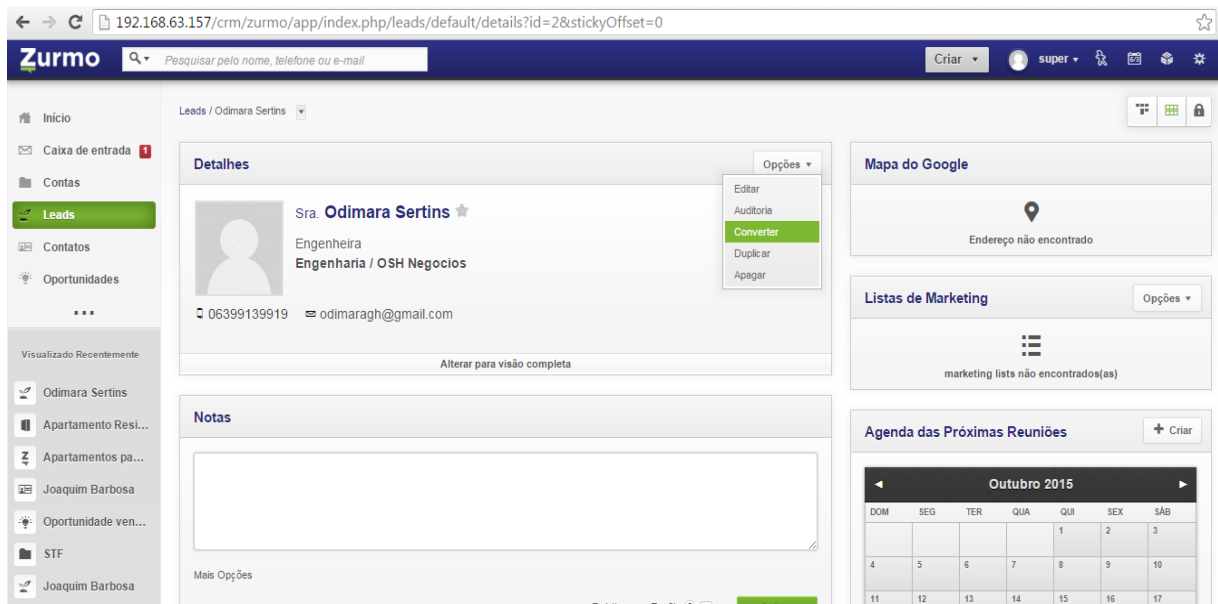 192.168.63.157/crm/zurmo/app/index.php/leads/default/details?id=2&stickyOffset=0
Zurmo
Pesquisar pelo nome, telefone ou e-mail
Criar
super
Início
Caixa de entrada 1
Contas
Leads
Contatos
Oportunidades
...
Visualizado Recentemente
Odimara Sertins
Apartamento Resi...
Apartamentos pa...
Joaquim Barbosa
Oportunidade ven...
STF
Joaquim Barbosa
Leads / Odimara Sertins
Detalhes
Opções
Editar
Auditoria
Converter
Duplicar
Apagar
Sra. Odimara Sertins
Engenheira
Engenharia / OSH Negocios
06399139919 odimaragh@gmail.com
Alterar para visão completa
Notas
Mais Opções
Mapa do Google
Endereço não encontrado
Listas de Marketing
Opções
marketing lists não encontrados(as)
Agenda das Próximas Reuniões
+ Criar
Outubro 2015
DOM SEG TER QUA QUI SEX SÁB
1 2 3
4 5 6 7 8 9 10
11 12 13 14 15 16 17